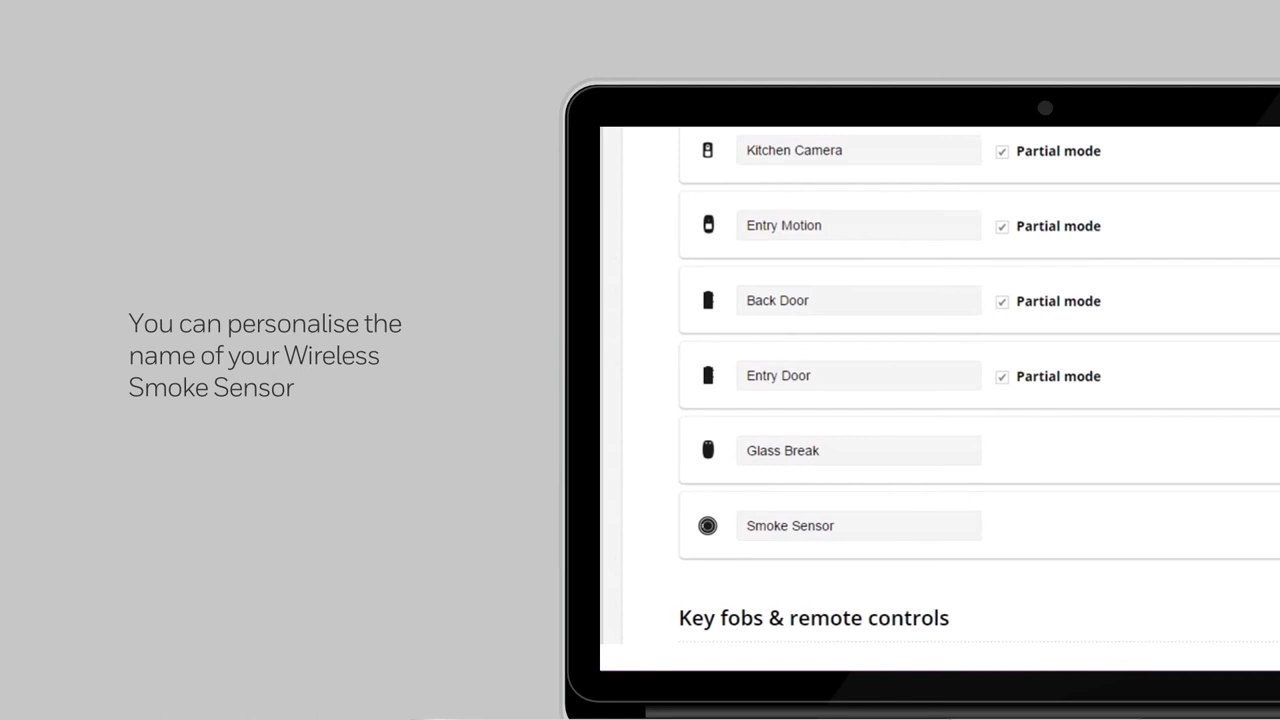 You can personalise the
name of your Wireless
Smoke Sensor
Kitchen Camera Partial mode
Entry Motion Partial mode
Back Door Partial mode
Entry Door Partial mode
Glass Break
Smoke Sensor
Key fobs & remote controls